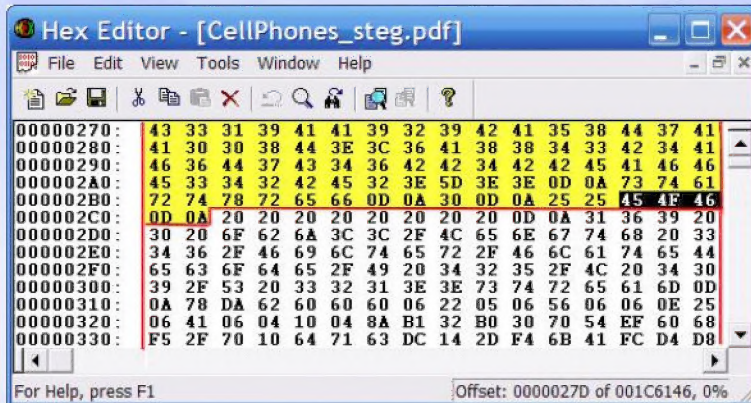 Hex Editor - [CellPhones_steg.pdf]
File Edit View Tools Window Help
00000270: 43 33 31 39 41 41 39 32 39 42 41 35 38 44 37 41
00000280: 41 30 30 38 44 3E 3C 36 41 38 38 34 33 42 34 41
00000290: 46 36 44 37 43 34 36 42 42 34 42 42 45 41 46 46
000002A0: 45 33 34 32 42 45 32 3E 5D 3E 3E 0D 0A 73 74 61
000002B0: 72 74 78 72 65 66 0D 0A 30 0D 0A 25 25 45 4F 46
000002C0: 0D 0A 20 20 20 20 20 20 20 20 0D 0A 31 36 39 20
000002D0: 30 20 6F 62 6A 3C 3C 2F 4C 65 6E 67 74 68 20 33
000002E0: 34 36 2F 46 69 6C 74 65 72 2F 46 6C 61 74 65 44
000002F0: 65 63 6F 64 65 2F 49 20 34 32 35 2F 4C 20 34 30
00000300: 39 2F 53 20 33 32 31 3E 3E 73 74 72 65 61 6D 0D
00000310: 0A 78 DA 62 60 60 60 06 22 05 06 56 06 06 0E 25
00000320: 06 41 06 04 10 04 8A B1 32 B0 30 70 54 EF 60 68
00000330: F5 2F 70 10 64 71 63 DC 14 2D F4 6B 41 FC D4 D8
For Help, press F1
Offset: 0000027D of 001C6146, 0%